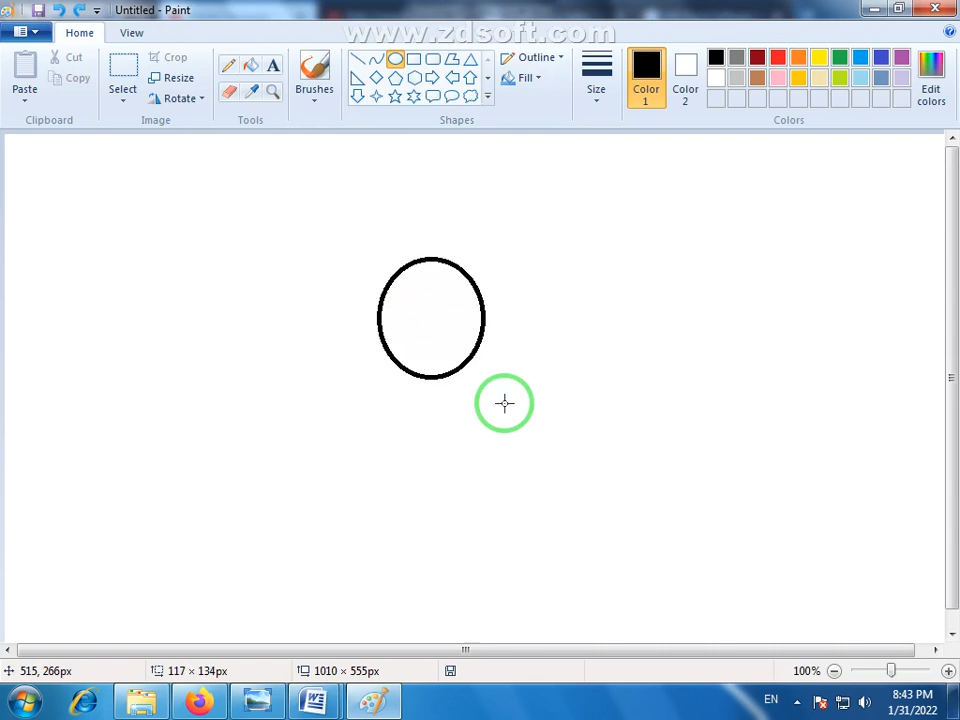 Untitled - Paint
Home
View
www.zdsoft.com
Paste
Cut
Copy
Clipboard
Select
Crop
Resize
Rotate
Image
A
Tools
Brushes
Outline
Fill
Shapes
Size
Color 1
Color 2
Edit colors
Colors
515, 266px
117 × 134px
1010 × 555px
100%
EN
8:43 PM
1/31/2022